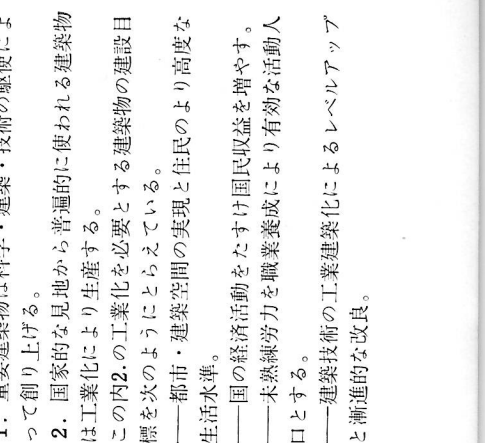 1. 重要建築物は科学・建築・技術の駆使によ
って創り上げる。
2. 国家的な見地から普遍的に使われる建築物
は工業化により生産する。
この内2.の工業化を必要とする建築物の建設目
標を次のようにとらえている。
——都市・建築空間の実現と住民のより高度な
生活水準。
——国の経済活動をたすけ国民収益を増やす。
——未熟練労力を職業養成により有効な活動人
口とする。
——建築技術の工業建築化によるレベルアップ
と漸進的な改良。